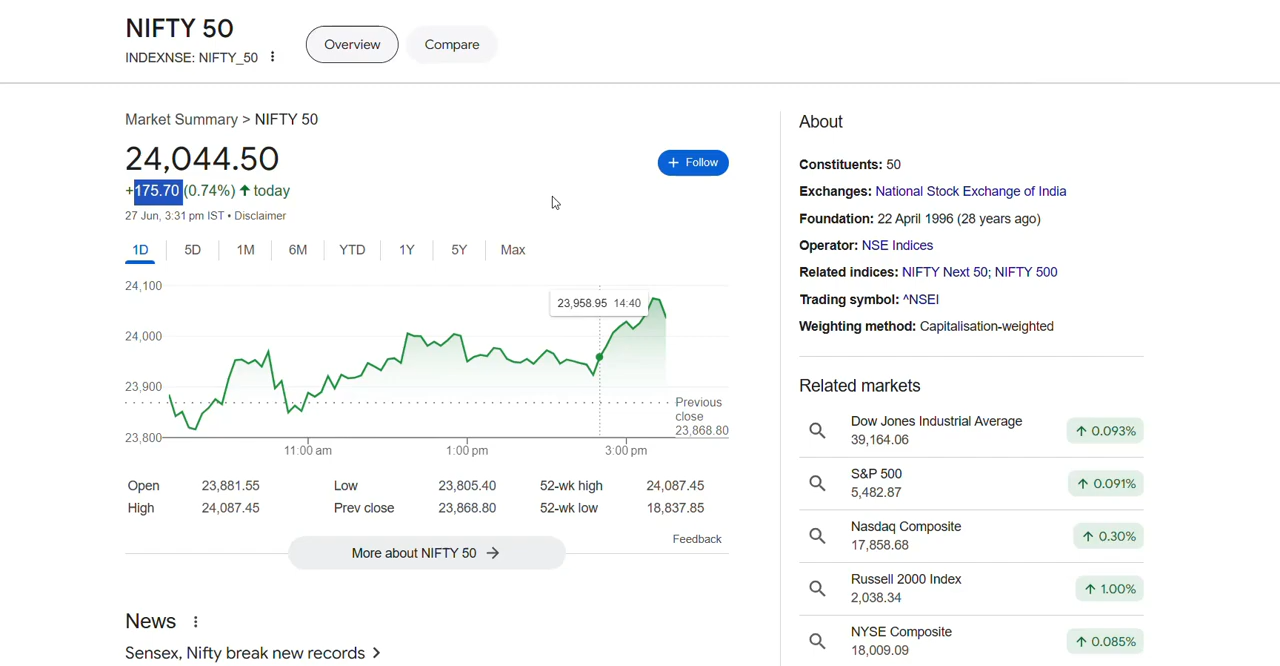 NIFTY 50
INDEXNSE: NIFTY_50
Overview
Compare
Market Summary > NIFTY 50
24,044.50
+175.70 (0.74%) ↑ today
27 Jun, 3:31 pm IST • Disclaimer
+ Follow
1D 5D 1M 6M YTD 1Y 5Y Max
24,100
24,000
23,900
23,800
23,958.95 14:40
Previous
close
23,868.80
11:00 am 1:00 pm 3:00 pm
Open 23,881.55 Low 23,805.40 52-wk high 24,087.45
High 24,087.45 Prev close 23,868.80 52-wk low 18,837.85
Feedback
More about NIFTY 50 →
News
Sensex, Nifty break new records >
About
Constituents: 50
Exchanges: National Stock Exchange of India
Foundation: 22 April 1996 (28 years ago)
Operator: NSE Indices
Related indices: NIFTY Next 50; NIFTY 500
Trading symbol: ^NSEI
Weighting method: Capitalisation-weighted
Related markets
Dow Jones Industrial Average
39,164.06
↑ 0.093%
S&P 500
5,482.87
↑ 0.091%
Nasdaq Composite
17,858.68
↑ 0.30%
Russell 2000 Index
2,038.34
↑ 1.00%
NYSE Composite
18,009.09
↑ 0.085%